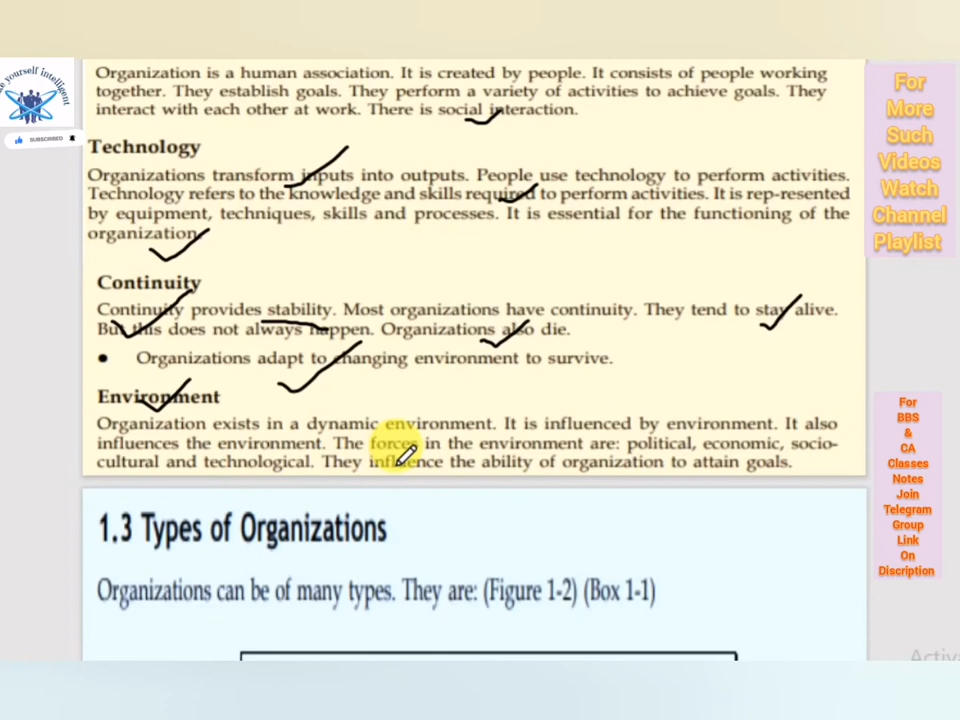 Organization is a human association. It is created by people. It consists of people working
together. They establish goals. They perform a variety of activities to achieve goals. They
interact with each other at work. There is social interaction.
Technology
Organizations transform inputs into outputs. People use technology to perform activities.
Technology refers to the knowledge and skills required to perform activities. It is rep-resented
by equipment, techniques, skills and processes. It is essential for the functioning of the
organization.
Continuity
Continuity provides stability. Most organizations have continuity. They tend to stay alive.
But this does not always happen. Organizations also die.
• Organizations adapt to changing environment to survive.
Environment
Organization exists in a dynamic environment. It is influenced by environment. It also
influences the environment. The forces in the environment are: political, economic, socio-
cultural and technological. They influence the ability of organization to attain goals.
1.3 Types of Organizations
Organizations can be of many types. They are: (Figure 1-2) (Box 1-1)
yourself intelligent
SUBSCRIBED
For
More
Such
Videos
Watch
Channel
Playlist
For
BBS
&
CA
Classes
Notes
Join
Telegram
Group
Link
On
Discription